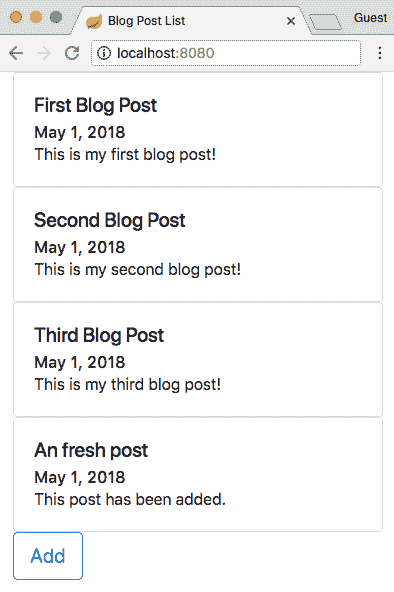 Blog Post List
Guest
localhost:8080
First Blog Post
May 1, 2018
This is my first blog post!
Second Blog Post
May 1, 2018
This is my second blog post!
Third Blog Post
May 1, 2018
This is my third blog post!
An fresh post
May 1, 2018
This post has been added.
Add